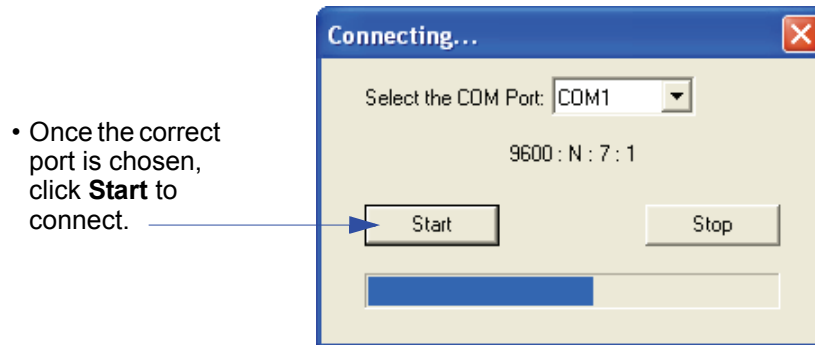 Connecting...
Select the COM Port: COM1
9600 : N : 7 : 1
• Once the correct
port is chosen,
click Start to
connect.
Start
Stop